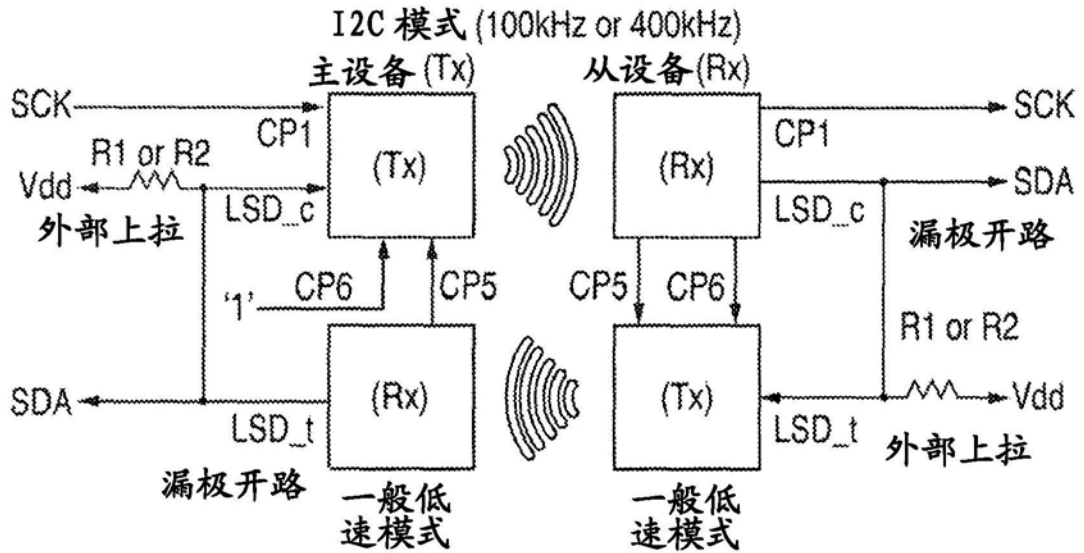 I2C 模式 (100kHz or 400kHz)
主设备 (Tx) 从设备 (Rx)
SCK CP1 CP1 SCK
R1 or R2 (Tx) (Rx)
Vdd LSD_c LSD_c SDA
外部上拉 漏极开路
'1' CP6 CP5 CP5 CP6
R1 or R2
SDA (Rx) (Tx) Vdd
LSD_t LSD_t 外部上拉
漏极开路
一般低 一般低
速模式 速模式